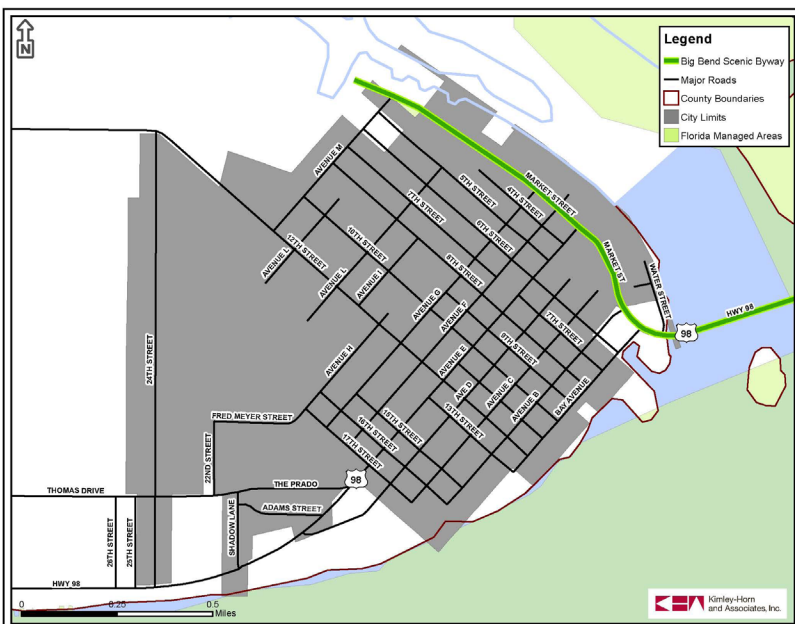 N
Legend
Big Bend Scenic Byway
Major Roads
County Boundaries
City Limits
Florida Managed Areas
AVENUE M
5TH STREET
4TH STREET
MARKET STREET
7TH STREET
6TH STREET
10TH STREET
12TH STREET
AVENUE L
AVENUE L
AVENUE I
8TH STREET
MARKET ST
WATER STREET
AVENUE G
AVENUE F
HWY 98
98
7TH STREET
9TH STREET
AVENUE H
AVENUE E
AVE D
AVENUE C
AVENUE B
BAY AVENUE
24TH STREET
FRED MEYER STREET
15TH STREET
13TH STREET
16TH STREET
17TH STREET
22ND STREET
THOMAS DRIVE
THE PRADO
98
ADAMS STREET
SHADOW LANE
26TH STREET
25TH STREET
HWY 98
0 0.25 0.5
Miles
Kimley-Horn
and Associates, Inc.